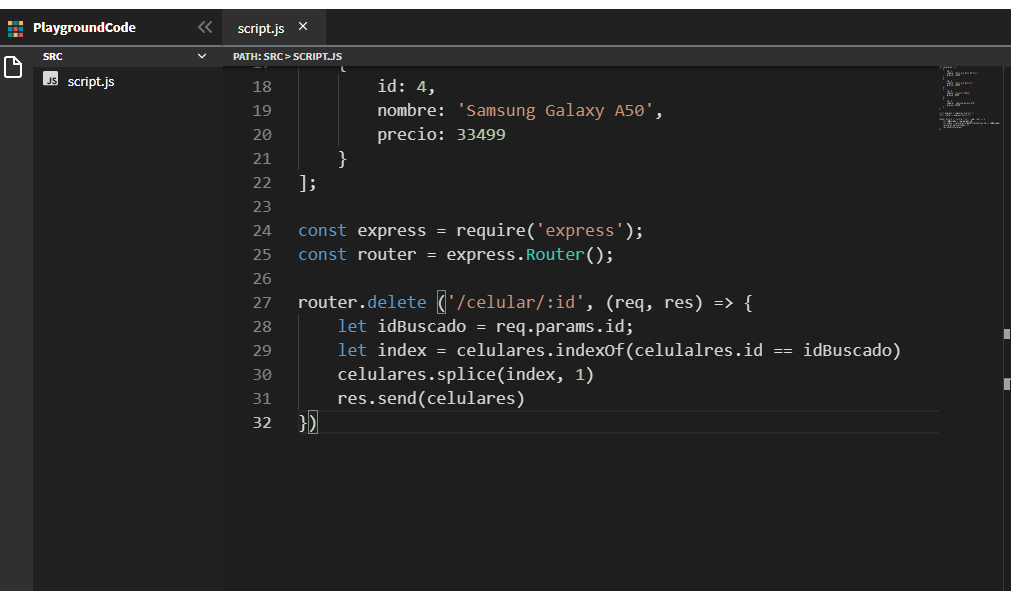 PlaygroundCode
script.js
SRC
PATH: SRC > SCRIPT.JS
JS script.js
18 id: 4,
19 nombre: 'Samsung Galaxy A50',
20 precio: 33499
21 }
22 ];
23
24 const express = require('express');
25 const router = express.Router();
26
27 router.delete ('/celular/:id', (req, res) => {
28 let idBuscado = req.params.id;
29 let index = celulares.indexOf(celulalres.id == idBuscado)
30 celulares.splice(index, 1)
31 res.send(celulares)
32 })